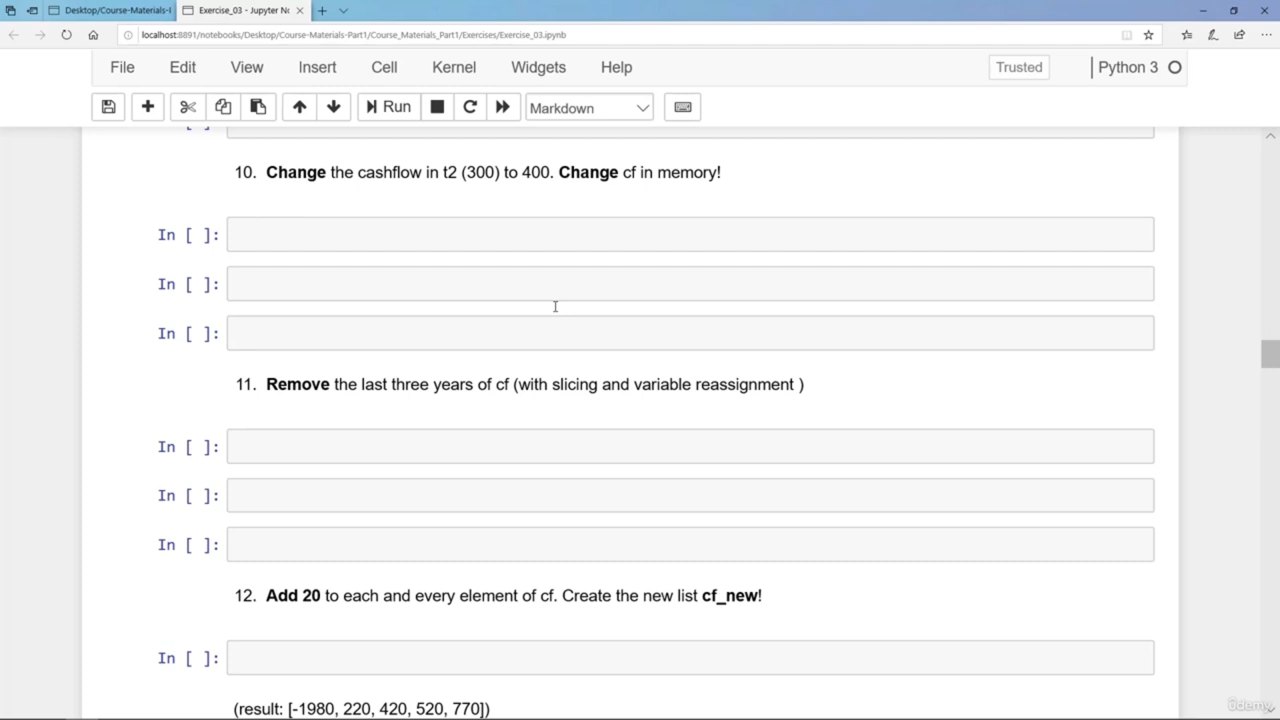 Desktop/Course-Materials- Exercise_03 - Jupyter No
localhost:8891/notebooks/Desktop/Course-Materials-Part1/Course_Materials_Part1/Exercises/Exercise_03.ipynb
File Edit View Insert Cell Kernel Widgets Help Trusted Python 3
Run Markdown
10. Change the cashflow in t2 (300) to 400. Change cf in memory!
In [ ]:
In [ ]:
In [ ]:
11. Remove the last three years of cf (with slicing and variable reassignment )
In [ ]:
In [ ]:
In [ ]:
12. Add 20 to each and every element of cf. Create the new list cf_new!
In [ ]:
(result: [-1980, 220, 420, 520, 770])
ûdemy